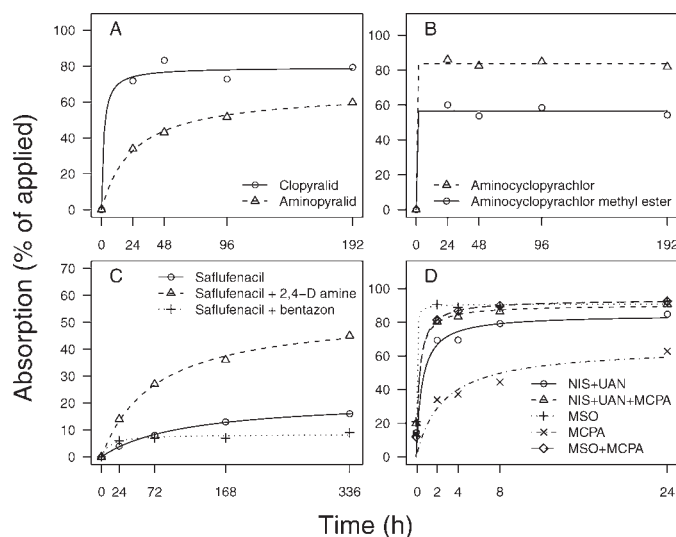 Absorption (% of applied)
A
100
80
60
40
20
0
Clopyralid
Aminopyralid
0 24 48 96 192
B
100
80
60
40
20
0
Aminocyclopyrachlor
Aminocyclopyrachlor methyl ester
0 24 48 96 192
C
70
60
50
40
30
20
10
0
Saflufenacil
Saflufenacil + 2,4−D amine
Saflufenacil + bentazon
0 24 72 168 336
D
100
80
60
40
20
0
NIS+UAN
NIS+UAN+MCPA
MSO
MCPA
MSO+MCPA
0 2 4 8 24
Time (h)